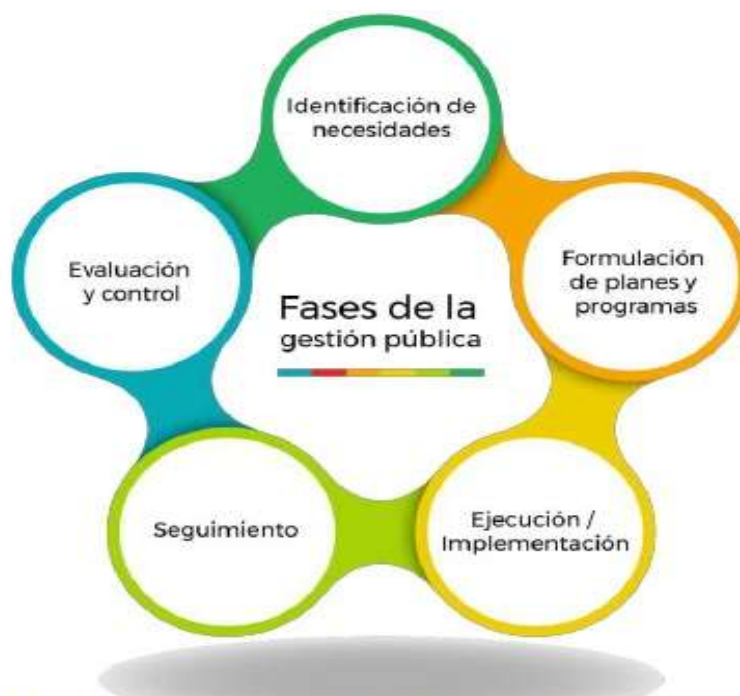 Identificación de
necesidades
Formulación
de planes y
programas
Ejecución /
Implementación
Seguimiento
Evaluación
y control
Fases de la
gestión pública